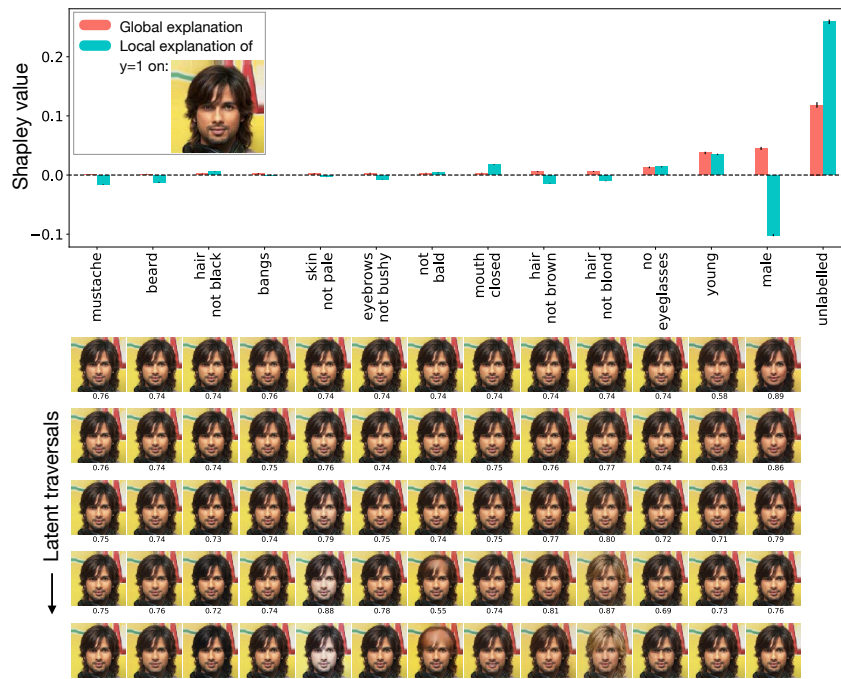 Global explanation
Local explanation of
y=1 on:
Shapley value
0.2
0.1
0.0
−0.1
mustache
beard
hair
not black
bangs
skin
not pale
eyebrows
not bushy
not
bald
mouth
closed
hair
not brown
hair
not blond
no
eyeglasses
young
male
unlabelled
Latent traversals
0.76 0.74 0.74 0.76 0.74 0.74 0.74 0.74 0.74 0.74 0.74 0.58 0.89
0.76 0.74 0.74 0.75 0.76 0.74 0.74 0.75 0.76 0.77 0.74 0.63 0.86
0.75 0.74 0.73 0.74 0.79 0.75 0.74 0.75 0.77 0.80 0.72 0.71 0.79
0.75 0.76 0.72 0.74 0.88 0.78 0.55 0.74 0.81 0.87 0.69 0.73 0.76